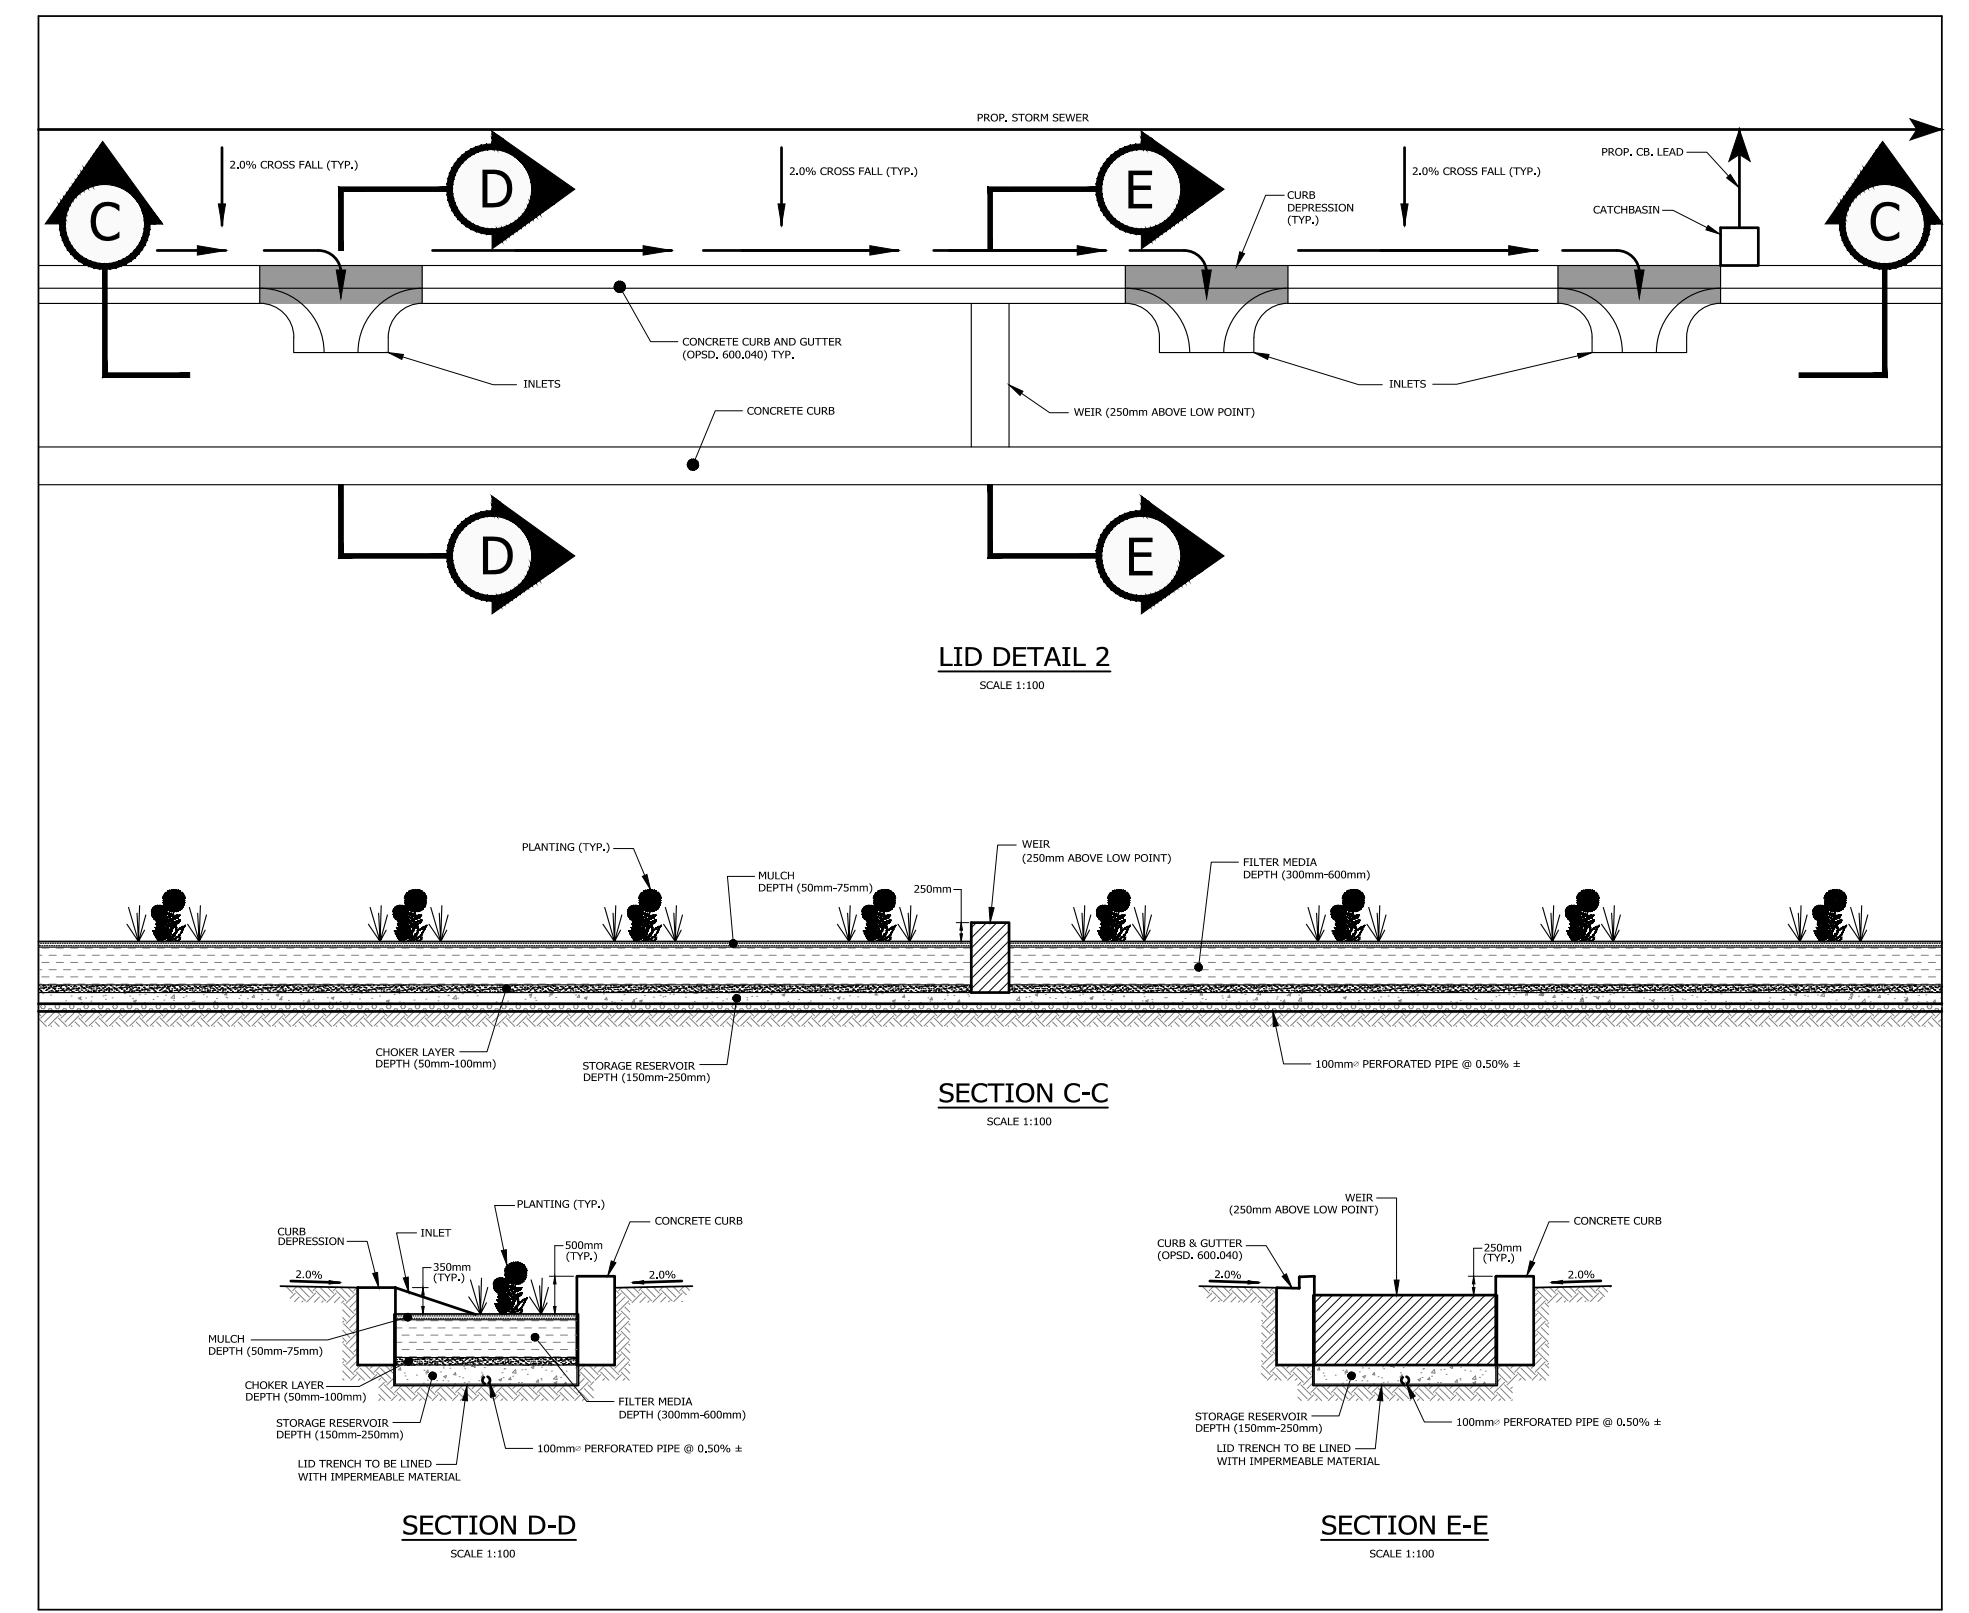 PROP. STORM SEWER
2.0% CROSS FALL (TYP.)
D
2.0% CROSS FALL (TYP.)
E
2.0% CROSS FALL (TYP.)
PROP. CB. LEAD
C
CURB
DEPRESSION
(TYP.)
CATCHBASIN
C
CONCRETE CURB AND GUTTER
(OPSD. 600.040) TYP.
INLETS
INLETS
CONCRETE CURB
WEIR (250mm ABOVE LOW POINT)
D
E
LID DETAIL 2
SCALE 1:100
PLANTING (TYP.)
MULCH
DEPTH (50mm-75mm)
250mm
WEIR
(250mm ABOVE LOW POINT)
FILTER MEDIA
DEPTH (300mm-600mm)
CHOKER LAYER
DEPTH (50mm-100mm)
STORAGE RESERVOIR
DEPTH (150mm-250mm)
100mm⌀ PERFORATED PIPE @ 0.50% ±
SECTION C-C
SCALE 1:100
PLANTING (TYP.)
CONCRETE CURB
CURB
DEPRESSION
INLET
500mm
(TYP.)
350mm
(TYP.)
2.0%
2.0%
MULCH
DEPTH (50mm-75mm)
CHOKER LAYER
DEPTH (50mm-100mm)
FILTER MEDIA
DEPTH (300mm-600mm)
STORAGE RESERVOIR
DEPTH (150mm-250mm)
100mm⌀ PERFORATED PIPE @ 0.50% ±
LID TRENCH TO BE LINED
WITH IMPERMEABLE MATERIAL
SECTION D-D
SCALE 1:100
WEIR
(250mm ABOVE LOW POINT)
CONCRETE CURB
CURB & GUTTER
(OPSD. 600.040)
250mm
(TYP.)
2.0%
2.0%
STORAGE RESERVOIR
DEPTH (150mm-250mm)
100mm⌀ PERFORATED PIPE @ 0.50% ±
LID TRENCH TO BE LINED
WITH IMPERMEABLE MATERIAL
SECTION E-E
SCALE 1:100